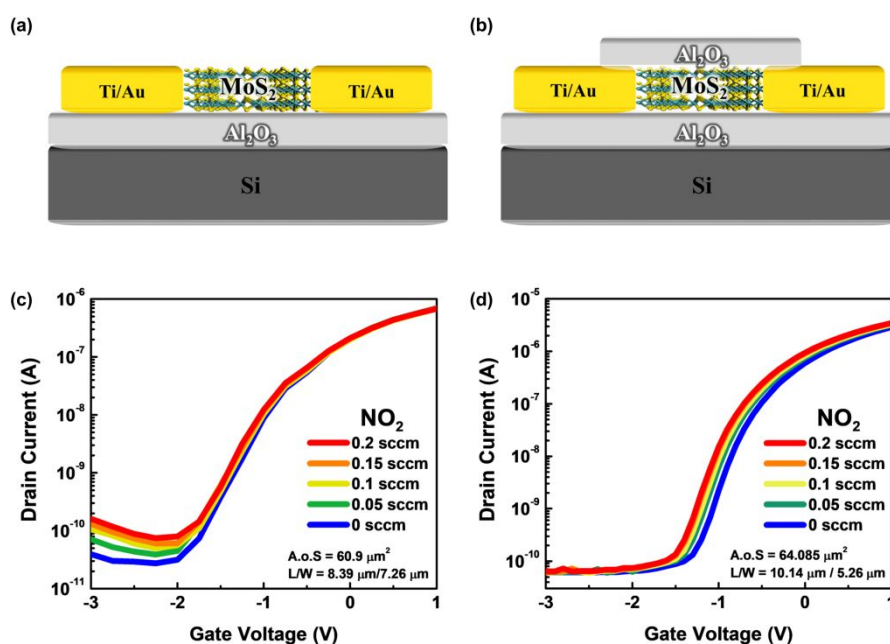 (a)
Ti/Au
MoS₂
Ti/Au
Al₂O₃
Si
(b)
Al₂O₃
Ti/Au
MoS₂
Ti/Au
Al₂O₃
Si
(c)
Drain Current (A)
10⁻⁶
10⁻⁷
10⁻⁸
10⁻⁹
10⁻¹⁰
10⁻¹¹
NO₂
0.2 sccm
0.15 sccm
0.1 sccm
0.05 sccm
0 sccm
A.o.S = 60.9 μm²
L/W = 8.39 μm/7.26 μm
-3 -2 -1 0 1
Gate Voltage (V)
(d)
Drain Current (A)
10⁻⁵
10⁻⁶
10⁻⁷
10⁻⁸
10⁻⁹
10⁻¹⁰
NO₂
0.2 sccm
0.15 sccm
0.1 sccm
0.05 sccm
0 sccm
A.o.S = 64.085 μm²
L/W = 10.14 μm / 5.26 μm
-3 -2 -1 0 1
Gate Voltage (V)